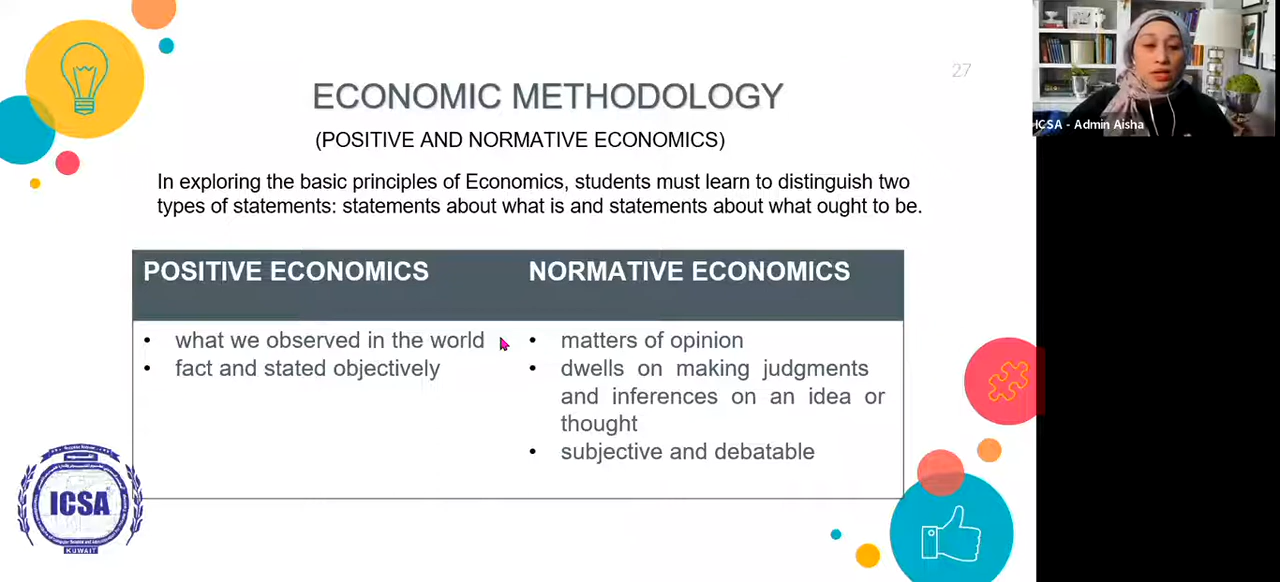 27
ECONOMIC METHODOLOGY
(POSITIVE AND NORMATIVE ECONOMICS)
In exploring the basic principles of Economics, students must learn to distinguish two
types of statements: statements about what is and statements about what ought to be.
POSITIVE ECONOMICS
• what we observed in the world
• fact and stated objectively
NORMATIVE ECONOMICS
• matters of opinion
• dwells on making judgments
and inferences on an idea or
thought
• subjective and debatable
ICSA
KUWAIT
ICSA - Admin Aisha